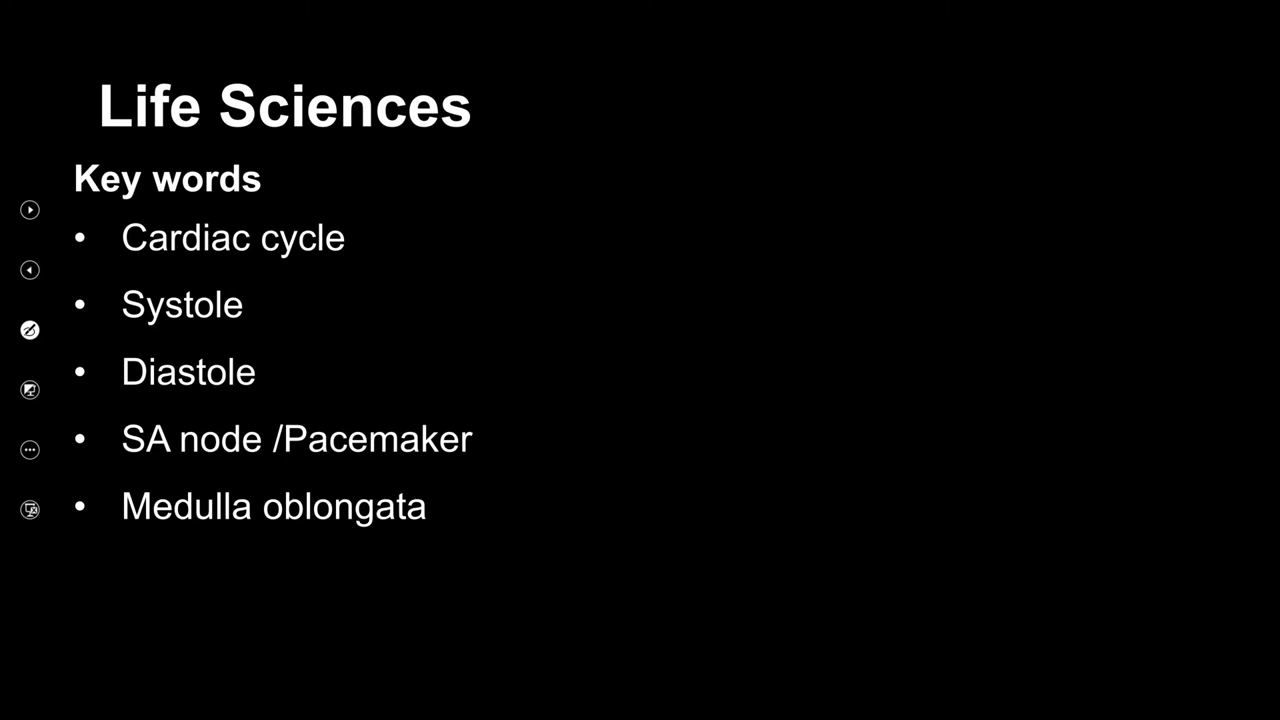 Life Sciences
Key words
• Cardiac cycle
• Systole
• Diastole
• SA node /Pacemaker
• Medulla oblongata